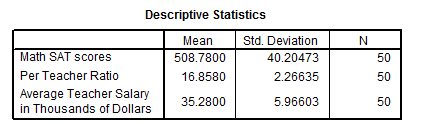 Descriptive Statistics
Mean Std. Deviation N
Math SAT scores 508.7800 40.20473 50
Per Teacher Ratio 16.8580 2.26635 50
Average Teacher Salary
in Thousands of Dollars 35.2800 5.96603 50